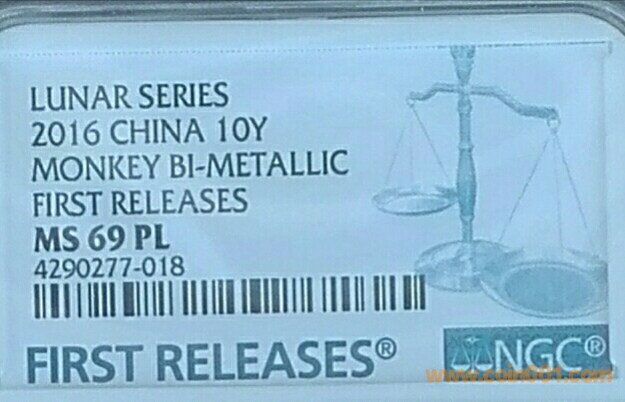 LUNAR SERIES
2016 CHINA 10Y
MONKEY BI-METALLIC
FIRST RELEASES
MS 69 PL
4290277-018
FIRST RELEASES®
NGC®
www.coin001.com